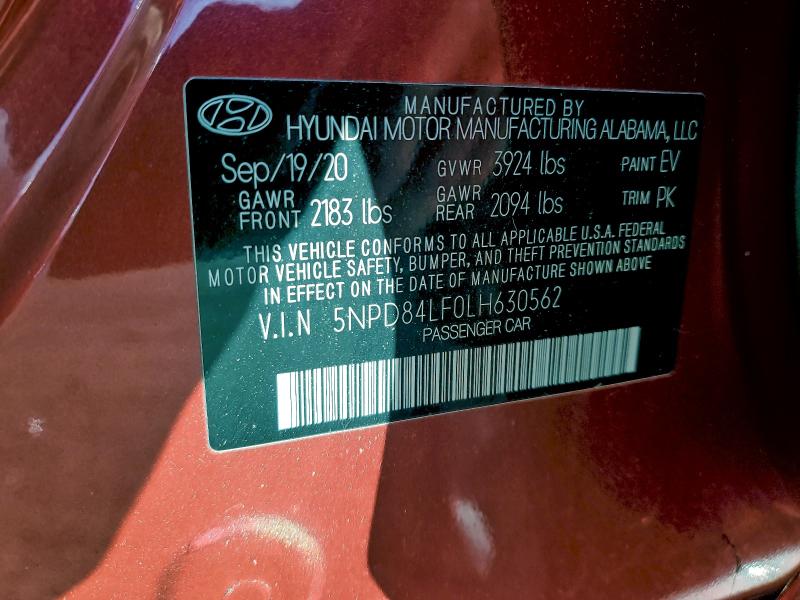 MANUFACTURED BY
HYUNDAI MOTOR MANUFACTURING ALABAMA, LLC
Sep/19/20 GVWR 3924 lbs PAINT EV
GAWR FRONT 2183 lbs GAWR REAR 2094 lbs TRIM PK
THIS VEHICLE CONFORMS TO ALL APPLICABLE U.S.A. FEDERAL
MOTOR VEHICLE SAFETY, BUMPER, AND THEFT PREVENTION STANDARDS
IN EFFECT ON THE DATE OF MANUFACTURE SHOWN ABOVE
V.I.N 5NPD84LF0LH630562
PASSENGER CAR